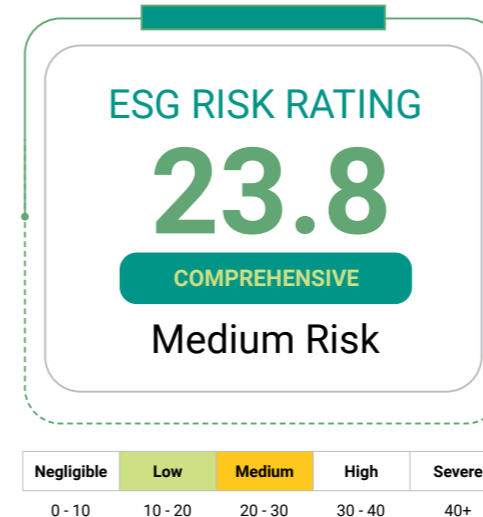 ESG RISK RATING
23.8
COMPREHENSIVE
Medium Risk
Negligible Low Medium High Severe
0 - 10 10 - 20 20 - 30 30 - 40 40+